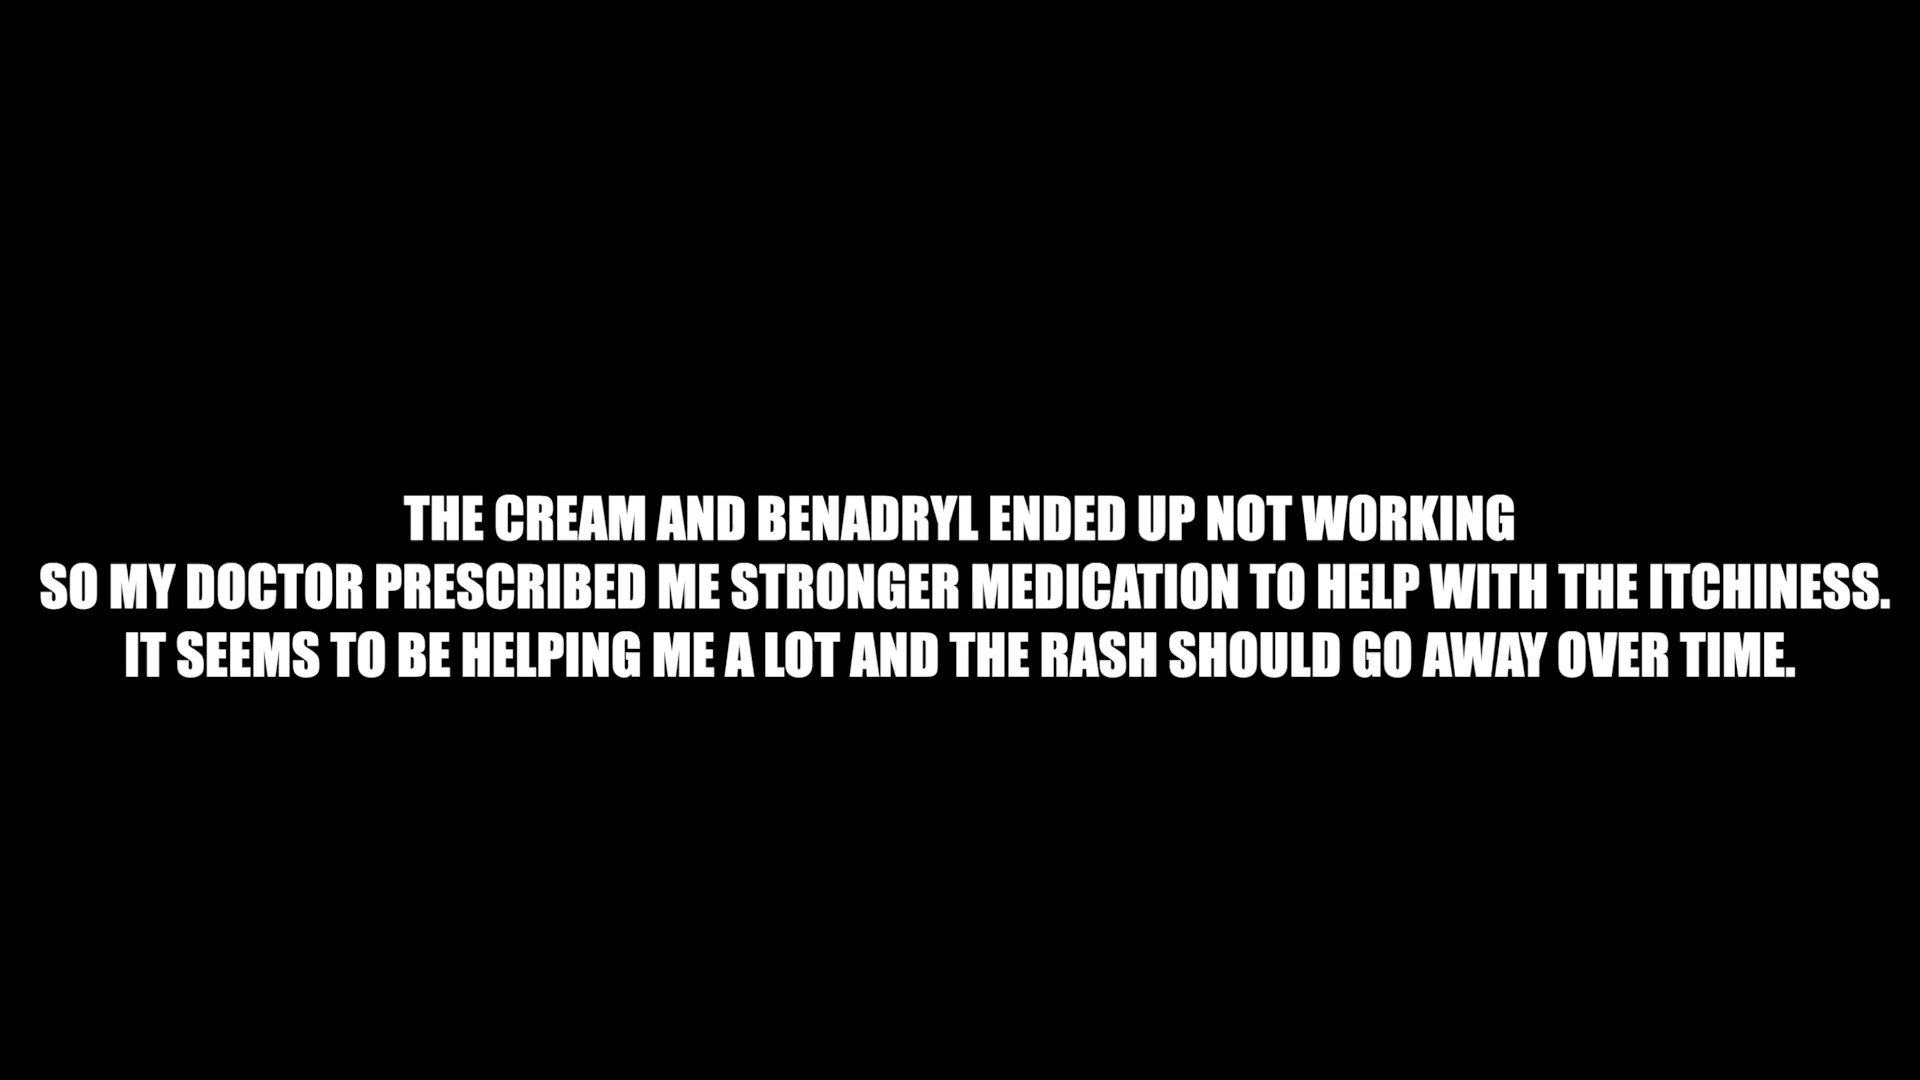 THE CREAM AND BENADRYL ENDED UP NOT WORKING
SO MY DOCTOR PRESCRIBED ME STRONGER MEDICATION TO HELP WITH THE ITCHINESS.
IT SEEMS TO BE HELPING ME A LOT AND THE RASH SHOULD GO AWAY OVER TIME.